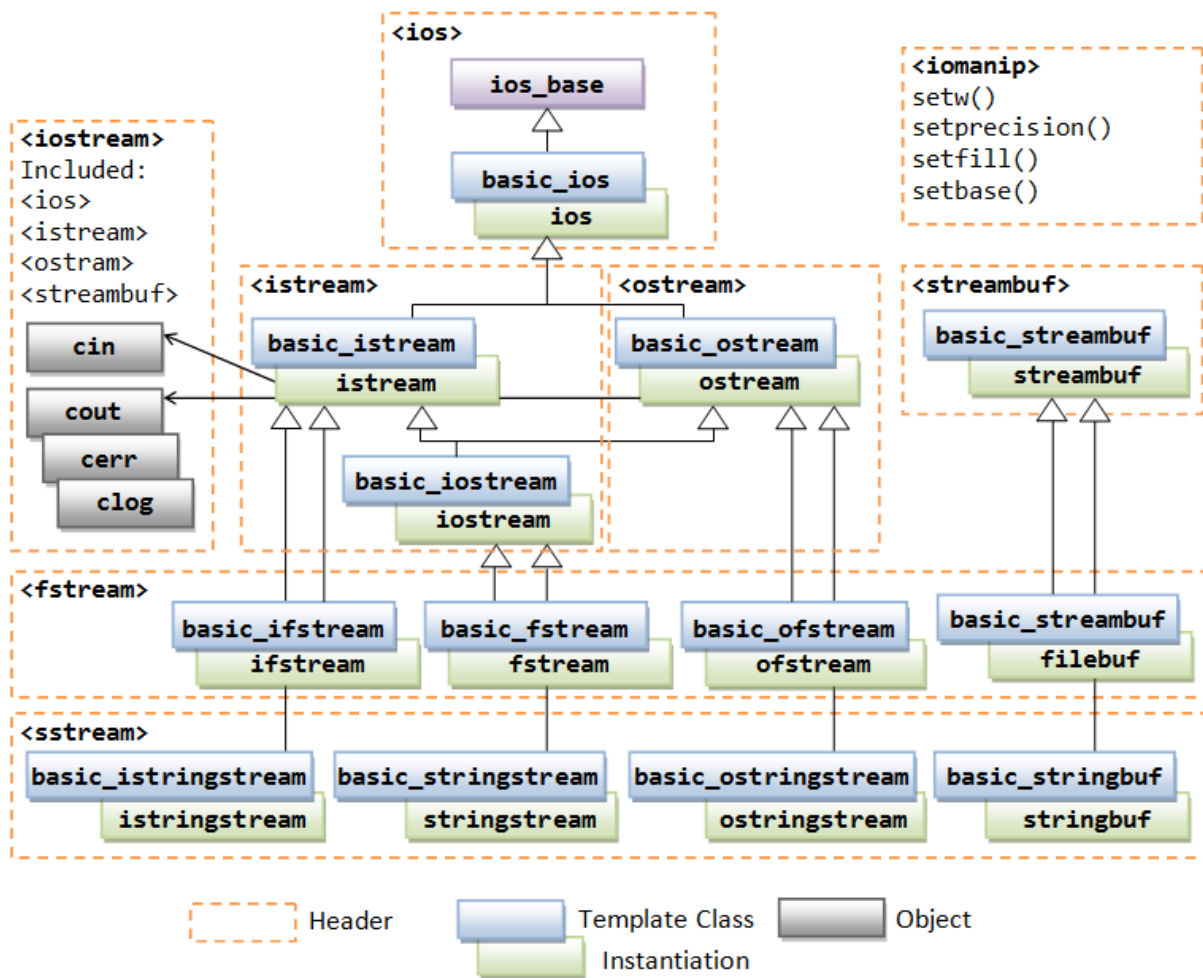 <ios>
ios_base
basic_ios
ios
<iomanip>
setw()
setprecision()
setfill()
setbase()
<iostream>
Included:
<ios>
<istream>
<ostram>
<streambuf>
cin
cout
cerr
clog
<istream>
basic_istream
istream
basic_iostream
iostream
<ostream>
basic_ostream
ostream
<streambuf>
basic_streambuf
streambuf
<fstream>
basic_ifstream
ifstream
basic_fstream
fstream
basic_ofstream
ofstream
basic_streambuf
filebuf
<sstream>
basic_istringstream
istringstream
basic_stringstream
stringstream
basic_ostringstream
ostringstream
basic_stringbuf
stringbuf
Header
Template Class
Instantiation
Object